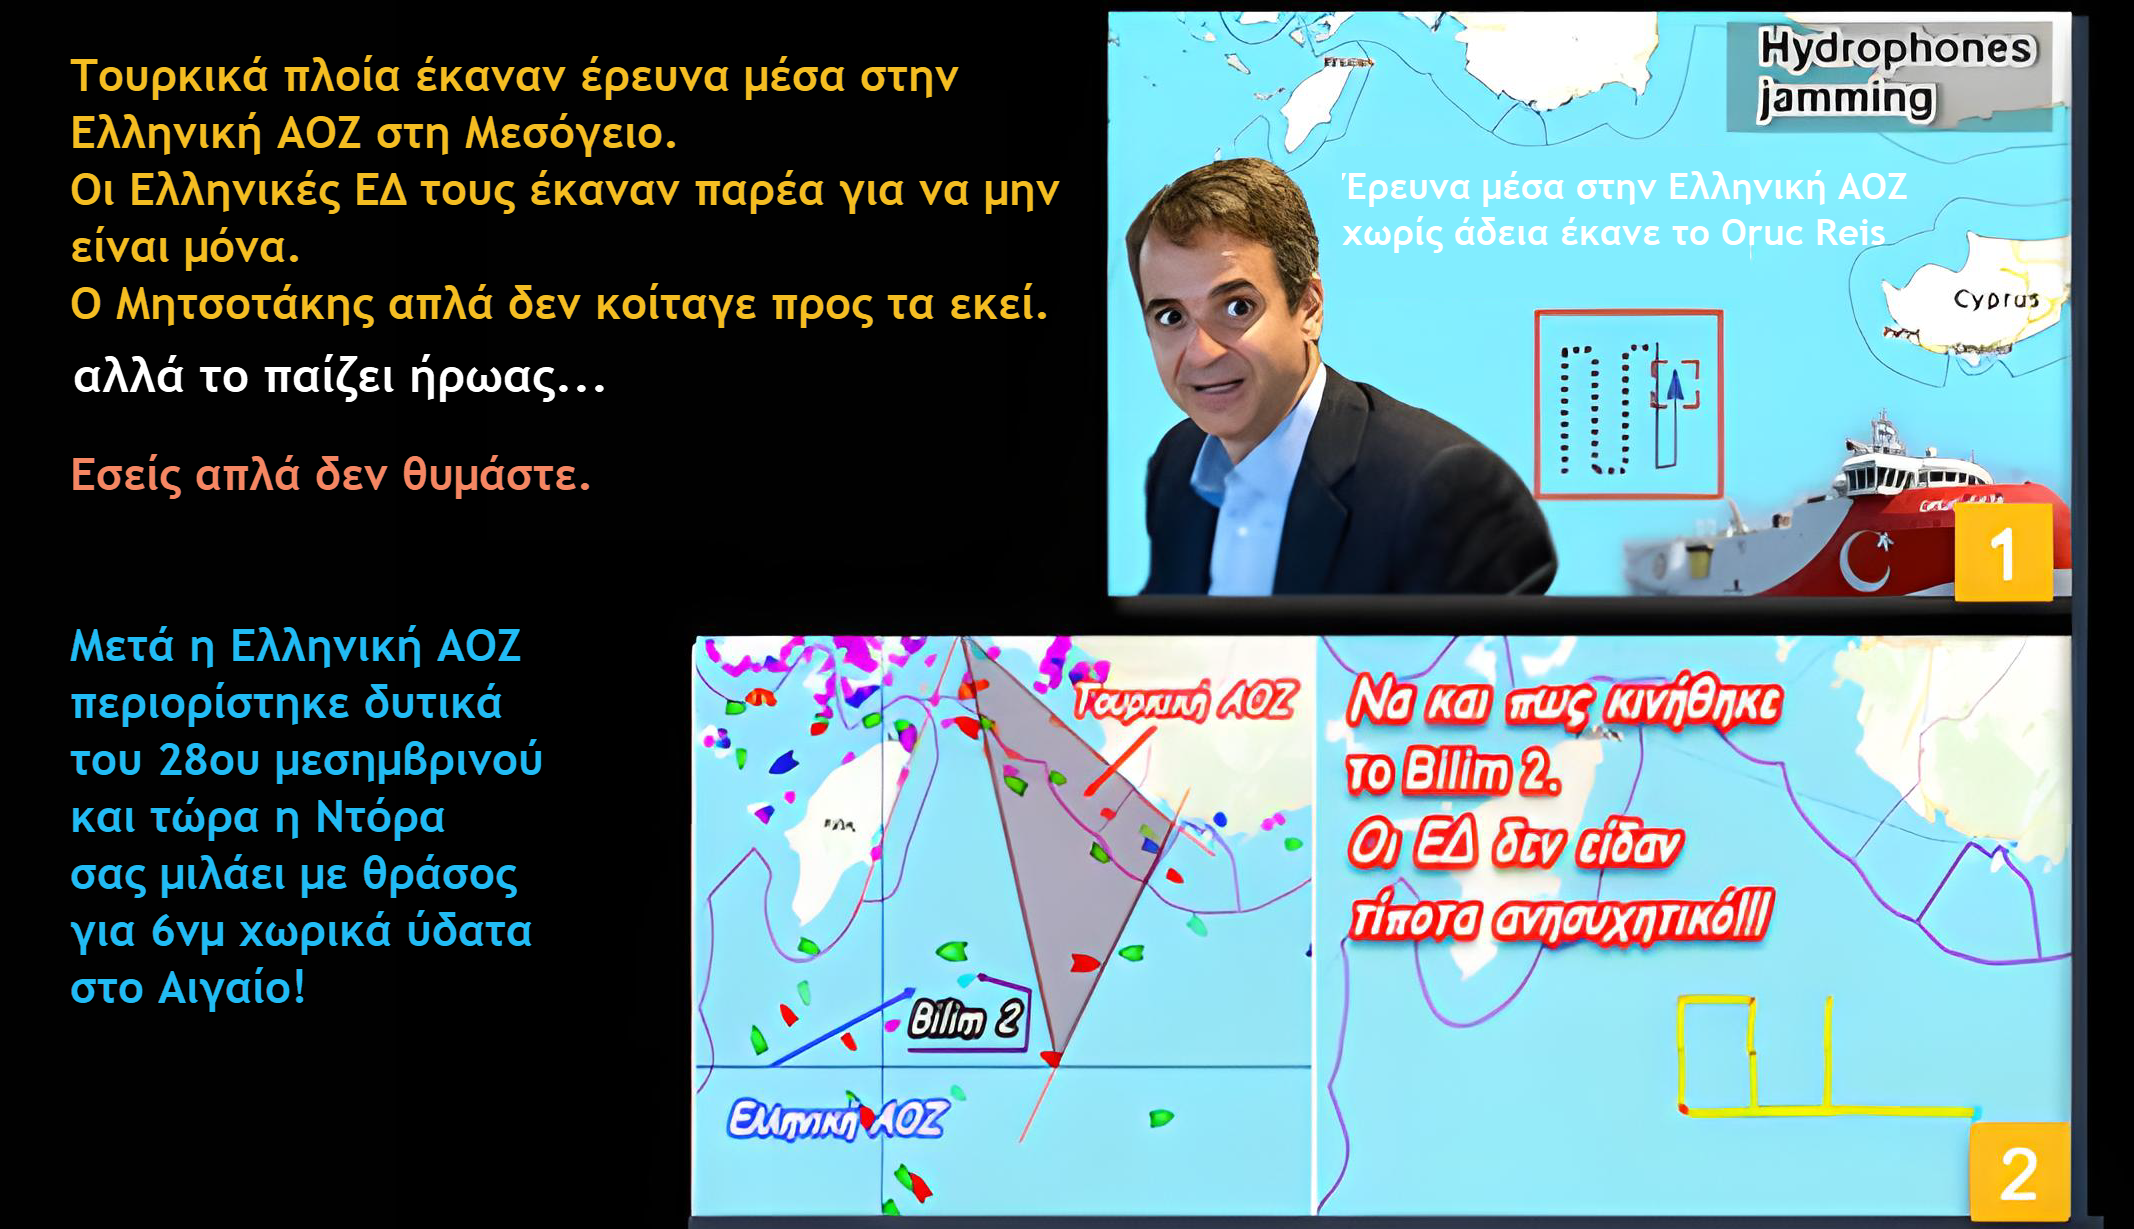 Τουρκικά πλοία έκαναν έρευνα μέσα στην
Ελληνική ΑΟΖ στη Μεσόγειο.
Οι Ελληνικές ΕΔ τους έκαναν παρέα για να μην
είναι μόνα.
Ο Μητσοτάκης απλά δεν κοίταγε προς τα εκεί.
αλλά το παίζει ήρωας...
Εσείς απλά δεν θυμάστε.
Μετά η Ελληνική ΑΟΖ
περιορίστηκε δυτικά
του 28ου μεσημβρινού
και τώρα η Ντόρα
σας μιλάει με θράσος
για 6νμ χωρικά ύδατα
στο Αιγαίο!
Hydrophones
jamming
Έρευνα μέσα στην Ελληνική ΑΟΖ
χωρίς άδεια έκανε το Oruc Reis
Cyprus
1
Τουρκική ΑΟΖ
Bilim 2
Ελληνική ΑΟΖ
Να και πως κινήθηκε
το Bilim 2.
Οι ΕΔ δεν είδαν
τίποτα ανησυχητικό!!!
2